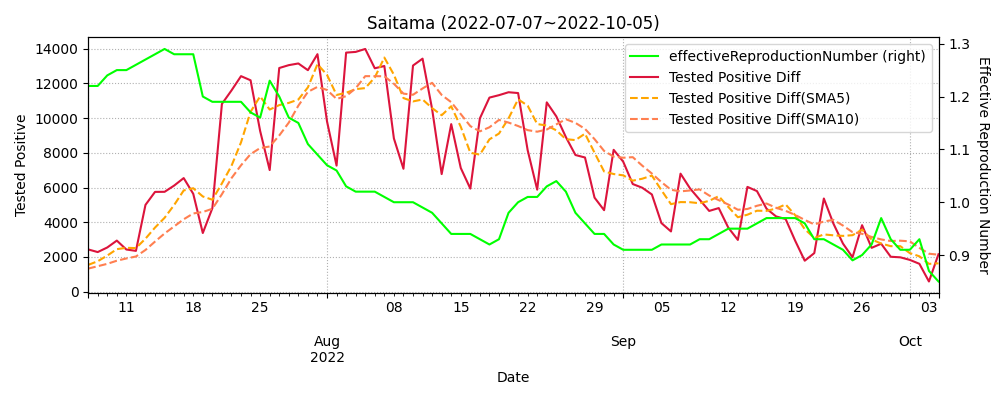 Saitama (2022-07-07~2022-10-05)
effectiveReproductionNumber (right)
Tested Positive Diff
Tested Positive Diff(SMA5)
Tested Positive Diff(SMA10)
Tested Positive
14000
12000
10000
8000
6000
4000
2000
0
1.3
1.2
1.1
1.0
0.9
Effective Reproduction Number
11 18 25 08 15 22 29 05 12 19 26 03
Aug Sep Oct
2022
Date